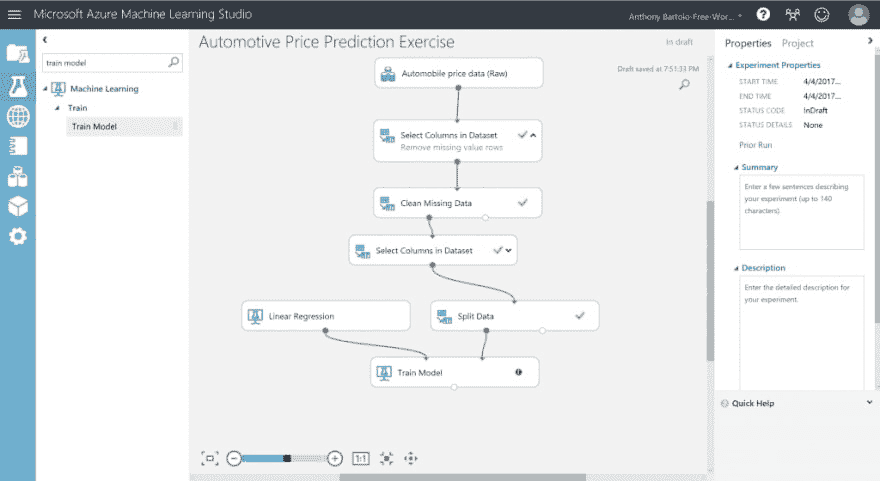 Microsoft Azure Machine Learning Studio
Anthony Bartolo-Free-Wor...
train model
Machine Learning
Train
Train Model
Automotive Price Prediction Exercise
In draft
Draft saved at 7:51:33 PM
Automobile price data (Raw)
Select Columns in Dataset
Remove missing value rows
Clean Missing Data
Select Columns in Dataset
Linear Regression
Split Data
Train Model
1:1
Properties Project
Experiment Properties
START TIME 4/4/2017...
END TIME 4/4/2017...
STATUS CODE InDraft
STATUS DETAILS None
Prior Run
Summary
Enter a few sentences describing
your experiment (up to 140
characters).
Description
Enter the detailed description for
your experiment.
Quick Help